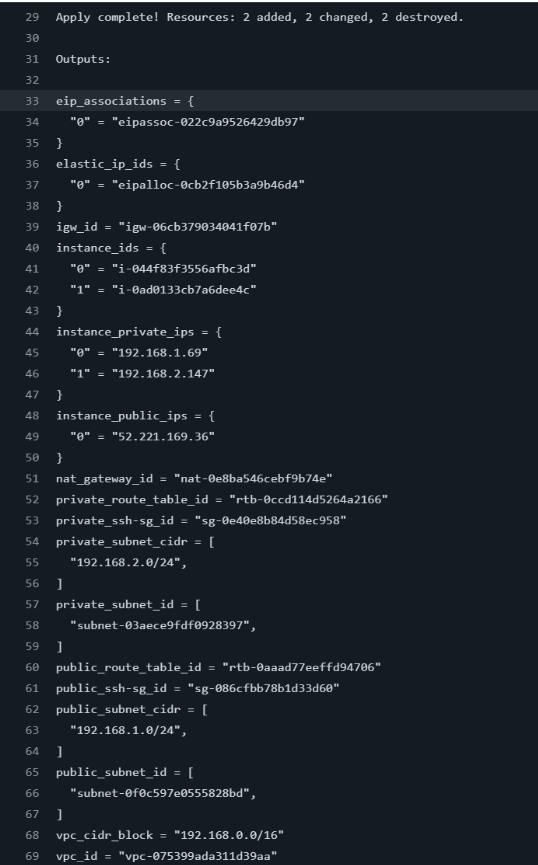 29 Apply complete! Resources: 2 added, 2 changed, 2 destroyed.
30
31 Outputs:
32
33 eip_associations = {
34   "0" = "eipassoc-022c9a9526429db97"
35 }
36 elastic_ip_ids = {
37   "0" = "eipalloc-0cb2f105b3a9b46d4"
38 }
39 igw_id = "igw-06cb379034041f07b"
40 instance_ids = {
41   "0" = "i-044f83f3556afbc3d"
42   "1" = "i-0ad0133cb7a6dee4c"
43 }
44 instance_private_ips = {
45   "0" = "192.168.1.69"
46   "1" = "192.168.2.147"
47 }
48 instance_public_ips = {
49   "0" = "52.221.169.36"
50 }
51 nat_gateway_id = "nat-0e8ba546cebf9b74e"
52 private_route_table_id = "rtb-0ccd114d5264a2166"
53 private_ssh-sg_id = "sg-0e40e8b84d58ec958"
54 private_subnet_cidr = [
55   "192.168.2.0/24",
56 ]
57 private_subnet_id = [
58   "subnet-03aece9fdf0928397",
59 ]
60 public_route_table_id = "rtb-0aaad77eeffd94706"
61 public_ssh-sg_id = "sg-086cfbb78b1d33d60"
62 public_subnet_cidr = [
63   "192.168.1.0/24",
64 ]
65 public_subnet_id = [
66   "subnet-0f0c597e0555828bd",
67 ]
68 vpc_cidr_block = "192.168.0.0/16"
69 vpc_id = "vpc-075399ada311d39aa"